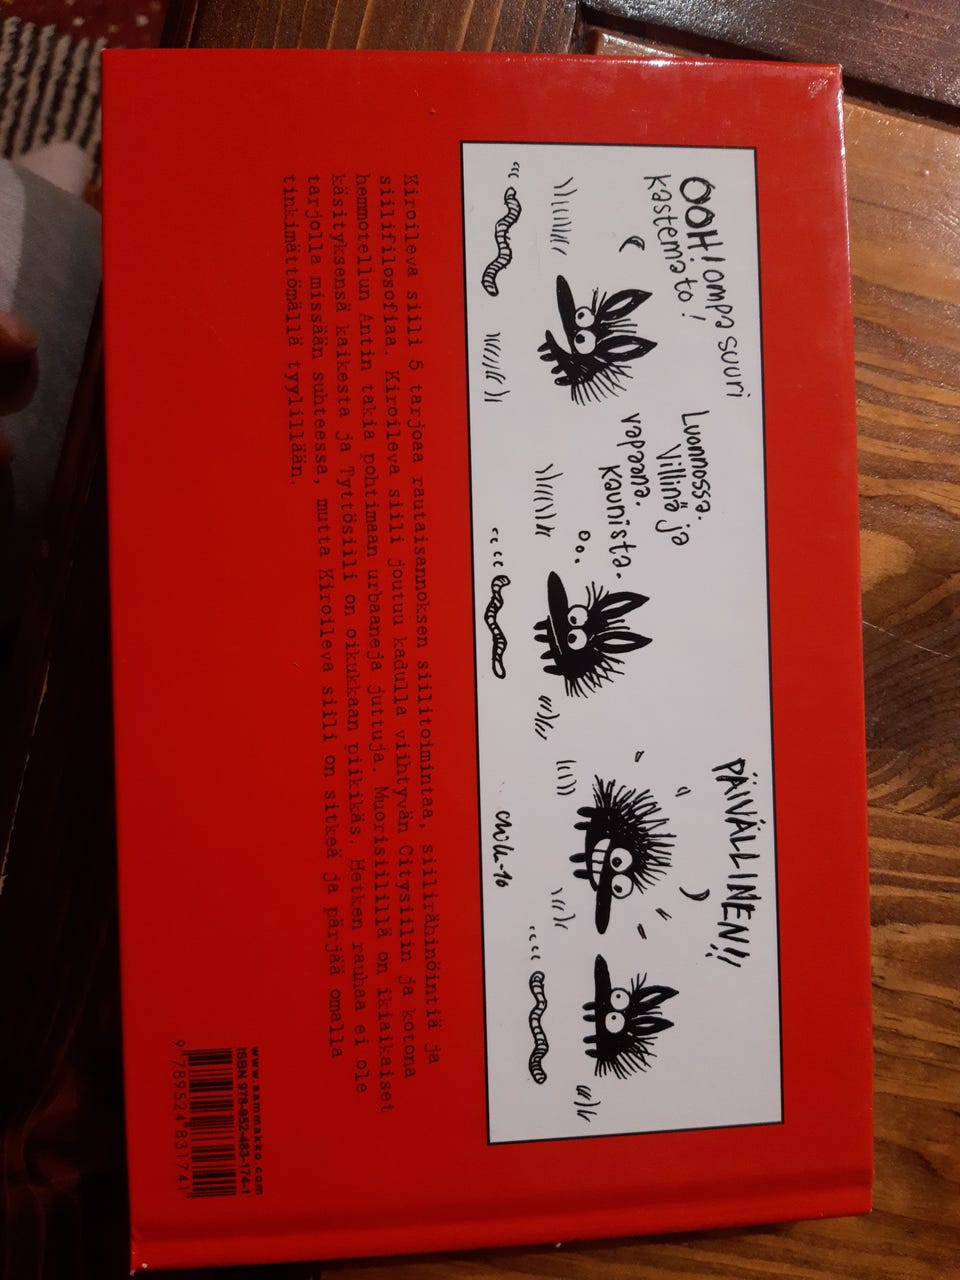 OOH! ompa suuri
kastemato!
Luonnossa.
Villinä ja
vapaana.
Kaunista.
PÄIVÄLLINEN!!
Kiroileva siili 5 tarjoaa rautaisannoksen siilitoimintaa, siilirähinöintiä ja
siilifilosofiaa. Kiroileva siili joutuu kadulla viihtyvän Citysiilin ja kotona
hemmotellun Antin takia pohtimaan urbaaneja juttuja. Muorisiilillä on ikiaikaiset
käsityksensä kaikesta ja Tyttösiili on oikukkaan piikikäs. Hetken rauhaa ei ole
tarjolla missään suhteessa, mutta Kiroileva siili on sitkeä ja pärjää omalla
tinkimättömällä tyylillään.
www.sammakko.com
ISBN 978-952-483-174-1
9 789524 831741